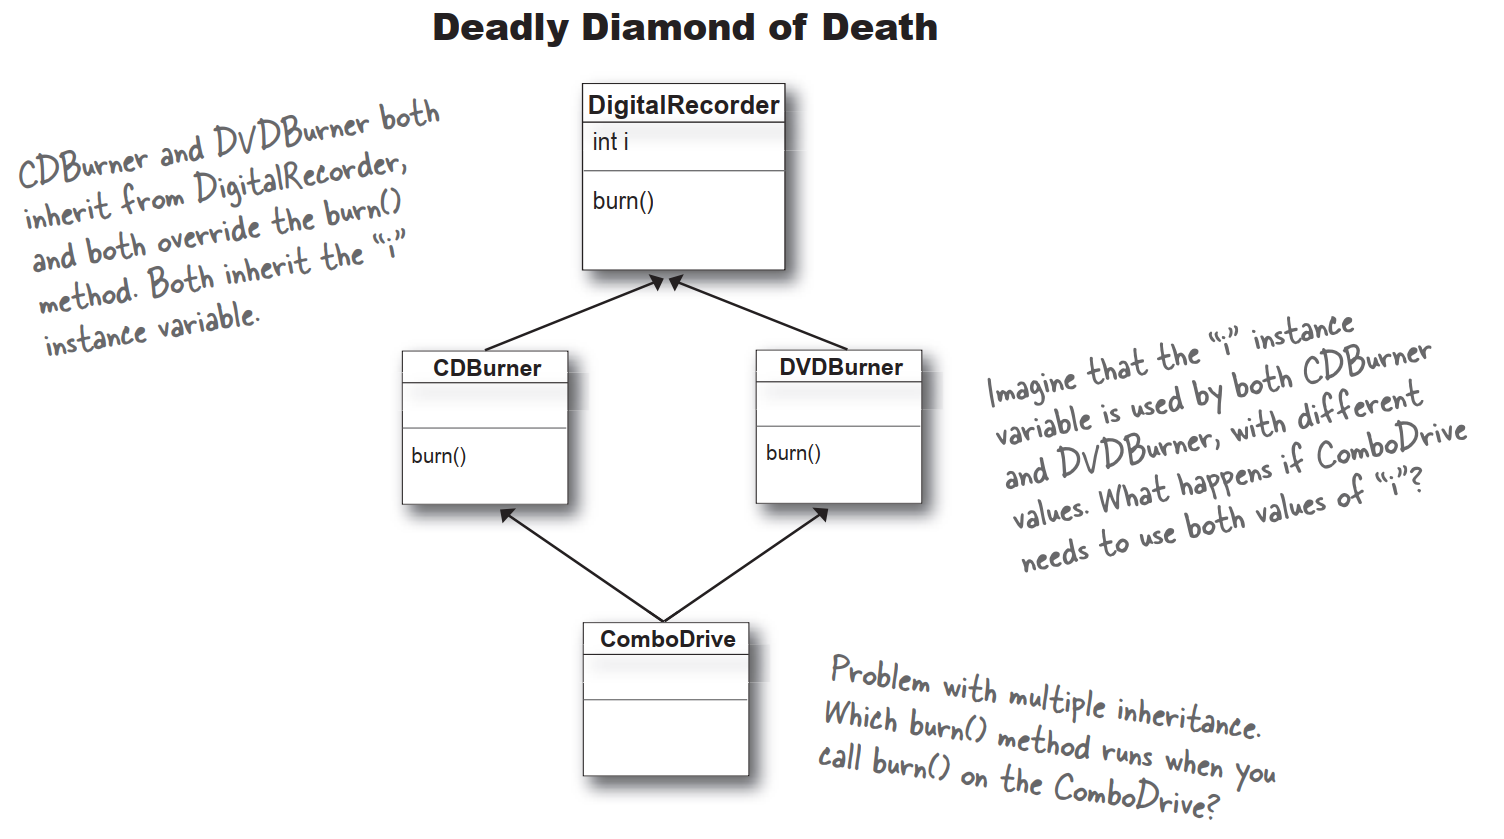 Deadly Diamond of Death
DigitalRecorder
int i
burn()
CDBurner and DVDBurner both
inherit from DigitalRecorder,
and both override the burn()
method. Both inherit the “i”
instance variable.
CDBurner
burn()
DVDBurner
burn()
Imagine that the “i” instance
variable is used by both CDBurner
and DVDBurner, with different
values. What happens if ComboDrive
needs to use both values of “i”?
ComboDrive
Problem with multiple inheritance.
Which burn() method runs when you
call burn() on the ComboDrive?